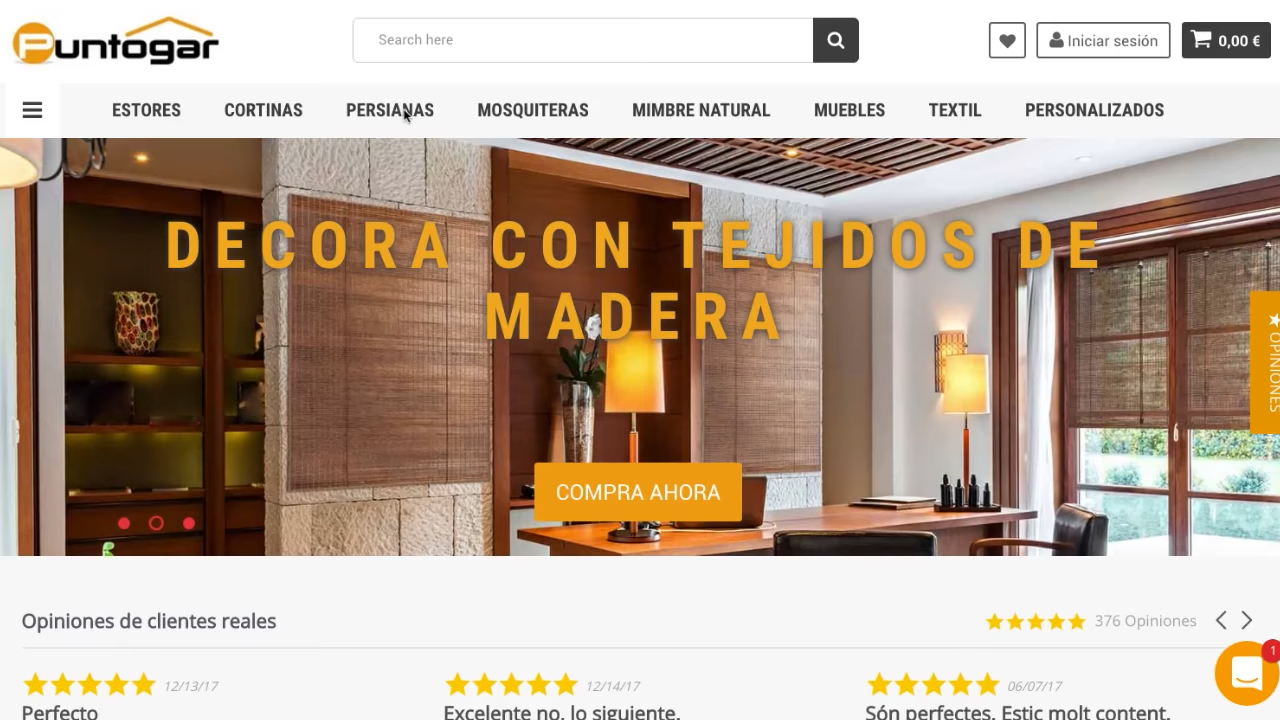 Puntogar
Search here
Iniciar sesión
0,00 €
ESTORES CORTINAS PERSIANAS MOSQUITERAS MIMBRE NATURAL MUEBLES TEXTIL PERSONALIZADOS
DECORA CON TEJIDOS DE
MADERA
★ OPINIONES
COMPRA AHORA
Opiniones de clientes reales
376 Opiniones
1
12/13/17
12/14/17
06/07/17
Perfecto
Excelente no, lo siguiente.
Són perfectes. Estic molt content.